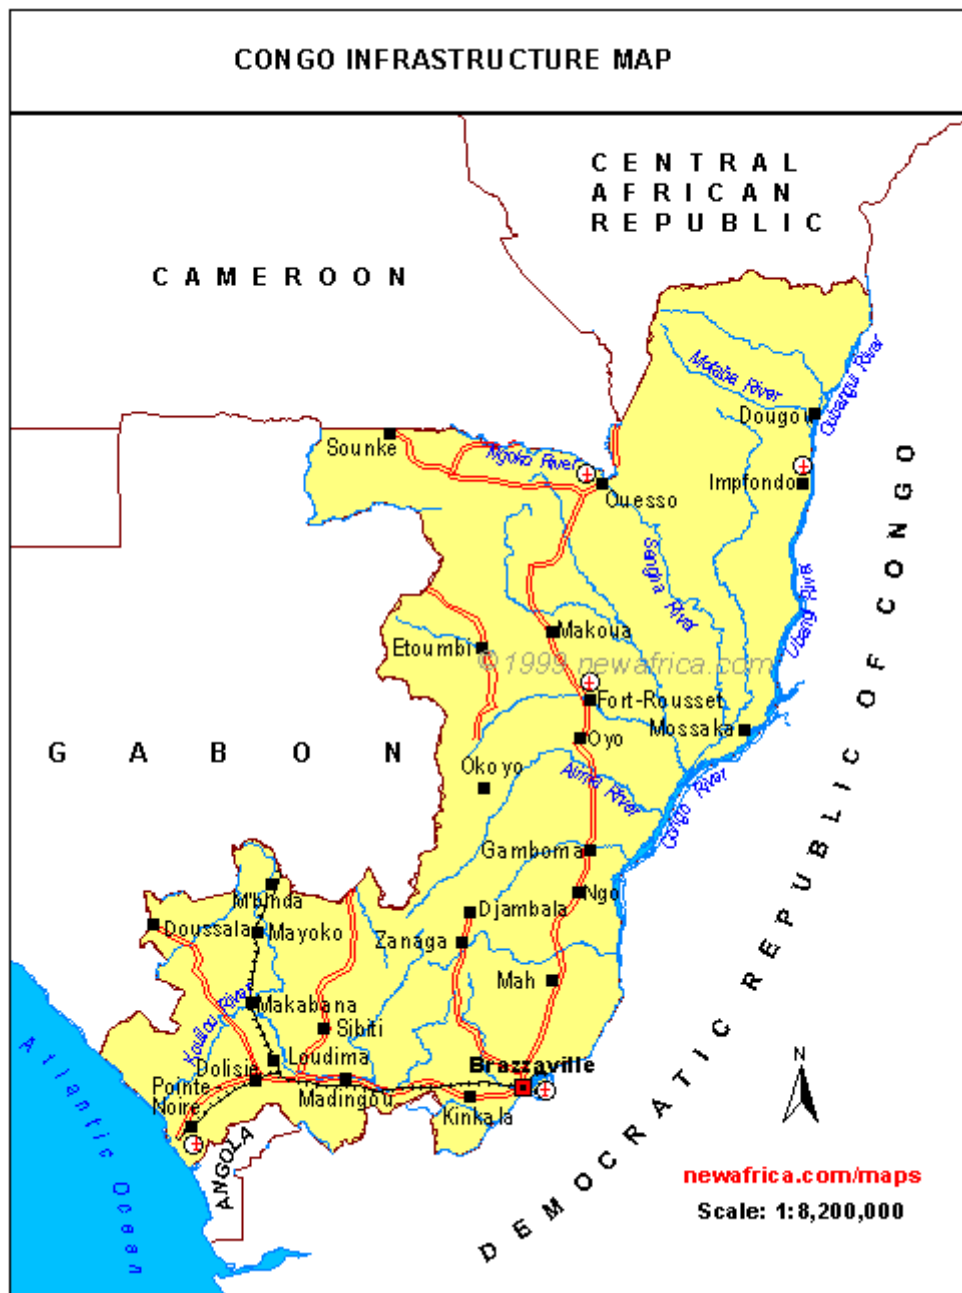 CONGO INFRASTRUCTURE MAP
CENTRAL
AFRICAN
REPUBLIC
CAMEROON
Motaba River
Oubangui River
Dougou
Sounke
Ngoko River
Impfondo
Ouesso
Sangha River
Ubangi River
Makoua
Etoumbi
©1999 newafrica.com
Fort-Rousset
Mossaka
Oyo
GABON
Okoyo
Alima River
Congo River
Gamboma
M'binda
Ngo
Djambala
Doussala
Mayoko
Zanaga
Mah
Makabana
Kouilou River
Sibiti
Loudima
Dolisie
Brazzaville
Pointe-
Noire
Madingou
Kinkala
ANGOLA
Atlantic Ocean
DEMOCRATIC REPUBLIC OF CONGO
N
newafrica.com/maps
Scale: 1:8,200,000